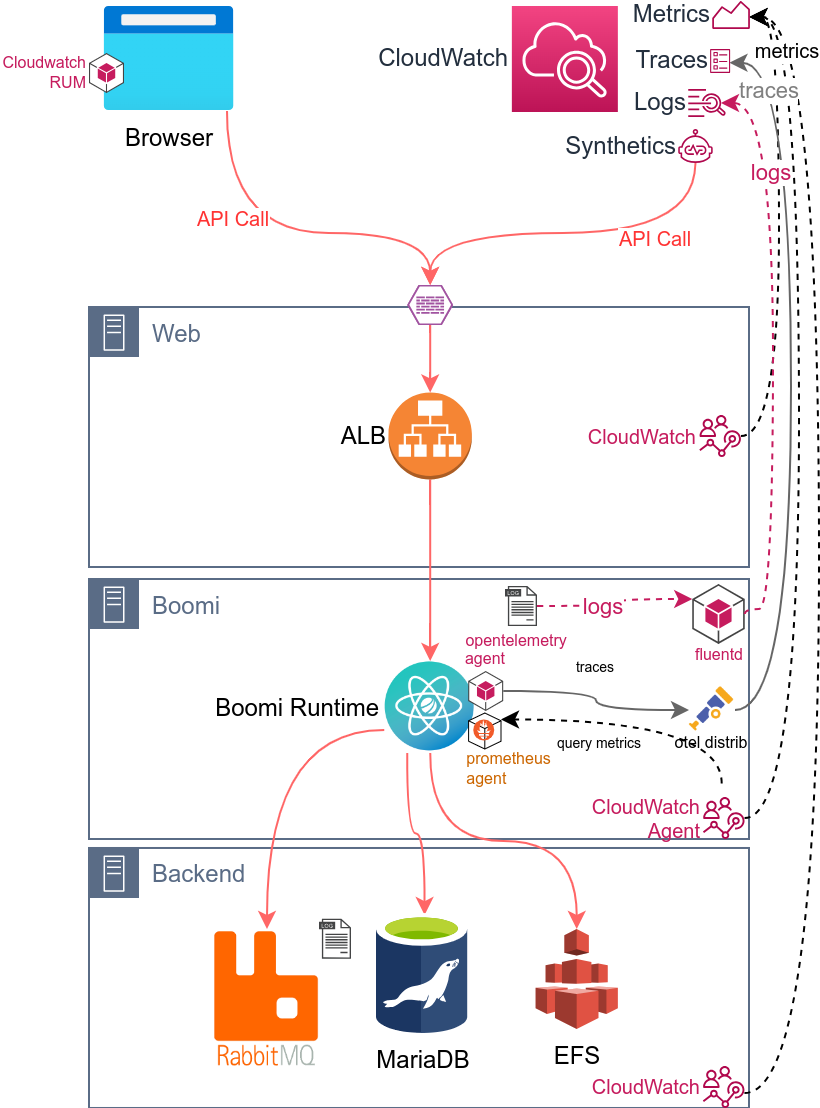 Metrics
Cloudwatch
RUM
CloudWatch
metrics
Traces
traces
Logs
Browser
Synthetics
logs
API Call
API Call
Web
ALB
CloudWatch
Boomi
LOG
logs
opentelemetry
agent
fluentd
traces
Boomi Runtime
query metrics
otel distrib
prometheus
agent
CloudWatch
Agent
Backend
LOG
RabbitMQ
MariaDB
EFS
CloudWatch